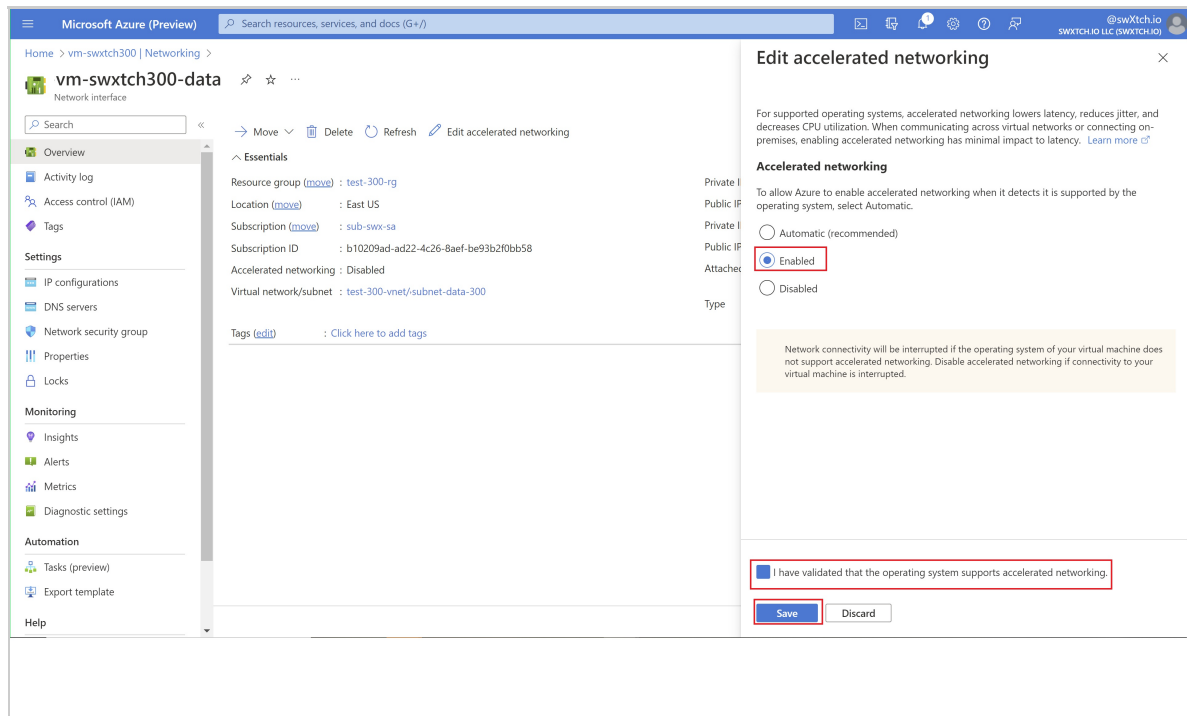 Microsoft Azure (Preview)
Search resources, services, and docs (G+/)
1
@swXtch.io
SWXTCH.IO LLC (SWXTCH.IO)
Home > vm-swxtch300 | Networking >
vm-swxtch300-data
Network interface
Search
«
Overview
Activity log
Access control (IAM)
Tags
Settings
IP configurations
DNS servers
Network security group
Properties
Locks
Monitoring
Insights
Alerts
Metrics
Diagnostic settings
Automation
Tasks (preview)
Export template
Help
Move Delete Refresh Edit accelerated networking
Essentials
Resource group (move) : test-300-rg
Location (move) : East US
Subscription (move) : sub-swx-sa
Subscription ID : b10209ad-ad22-4c26-8aef-be93b2f0bb58
Accelerated networking : Disabled
Virtual network/subnet : test-300-vnet/-subnet-data-300
Tags (edit) : Click here to add tags
Private I
Public IP
Private I
Public IP
Attached
Type
Edit accelerated networking
For supported operating systems, accelerated networking lowers latency, reduces jitter, and
decreases CPU utilization. When communicating across virtual networks or connecting on-
premises, enabling accelerated networking has minimal impact to latency. Learn more
Accelerated networking
To allow Azure to enable accelerated networking when it detects it is supported by the
operating system, select Automatic.
Automatic (recommended)
Enabled
Disabled
Network connectivity will be interrupted if the operating system of your virtual machine does
not support accelerated networking. Disable accelerated networking if connectivity to your
virtual machine is interrupted.
I have validated that the operating system supports accelerated networking.
Save Discard